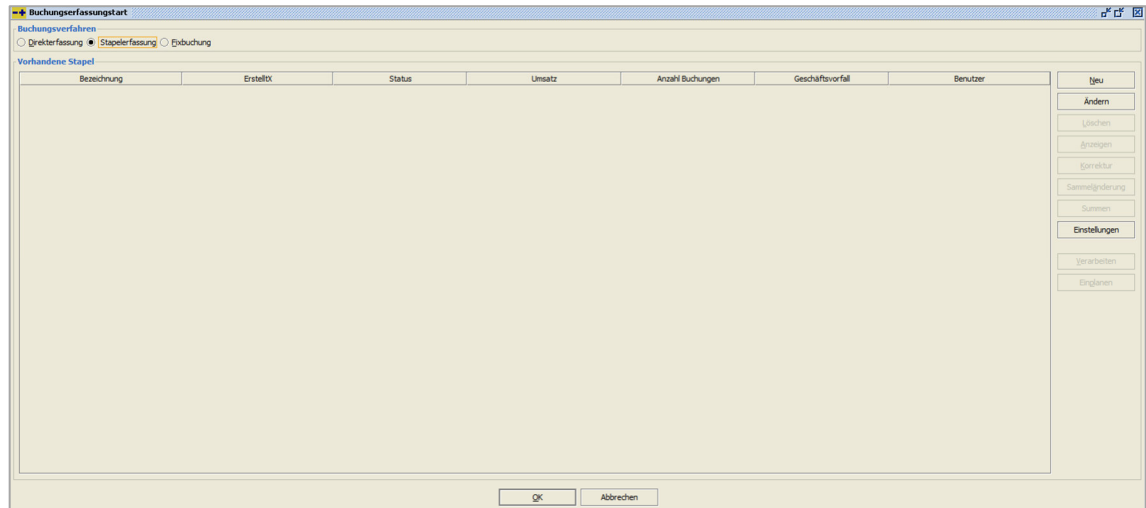 Buchungserfassungstart
Buchungsverfahren
Direkterfassung Stapelerfassung Fixbuchung
Vorhandene Stapel
Bezeichnung ErstelltX Status Umsatz Anzahl Buchungen Geschäftsvorfall Benutzer
Neu
Ändern
Löschen
Anzeigen
Korrektur
Sammeländerung
Summen
Einstellungen
Verarbeiten
Einplanen
OK Abbrechen